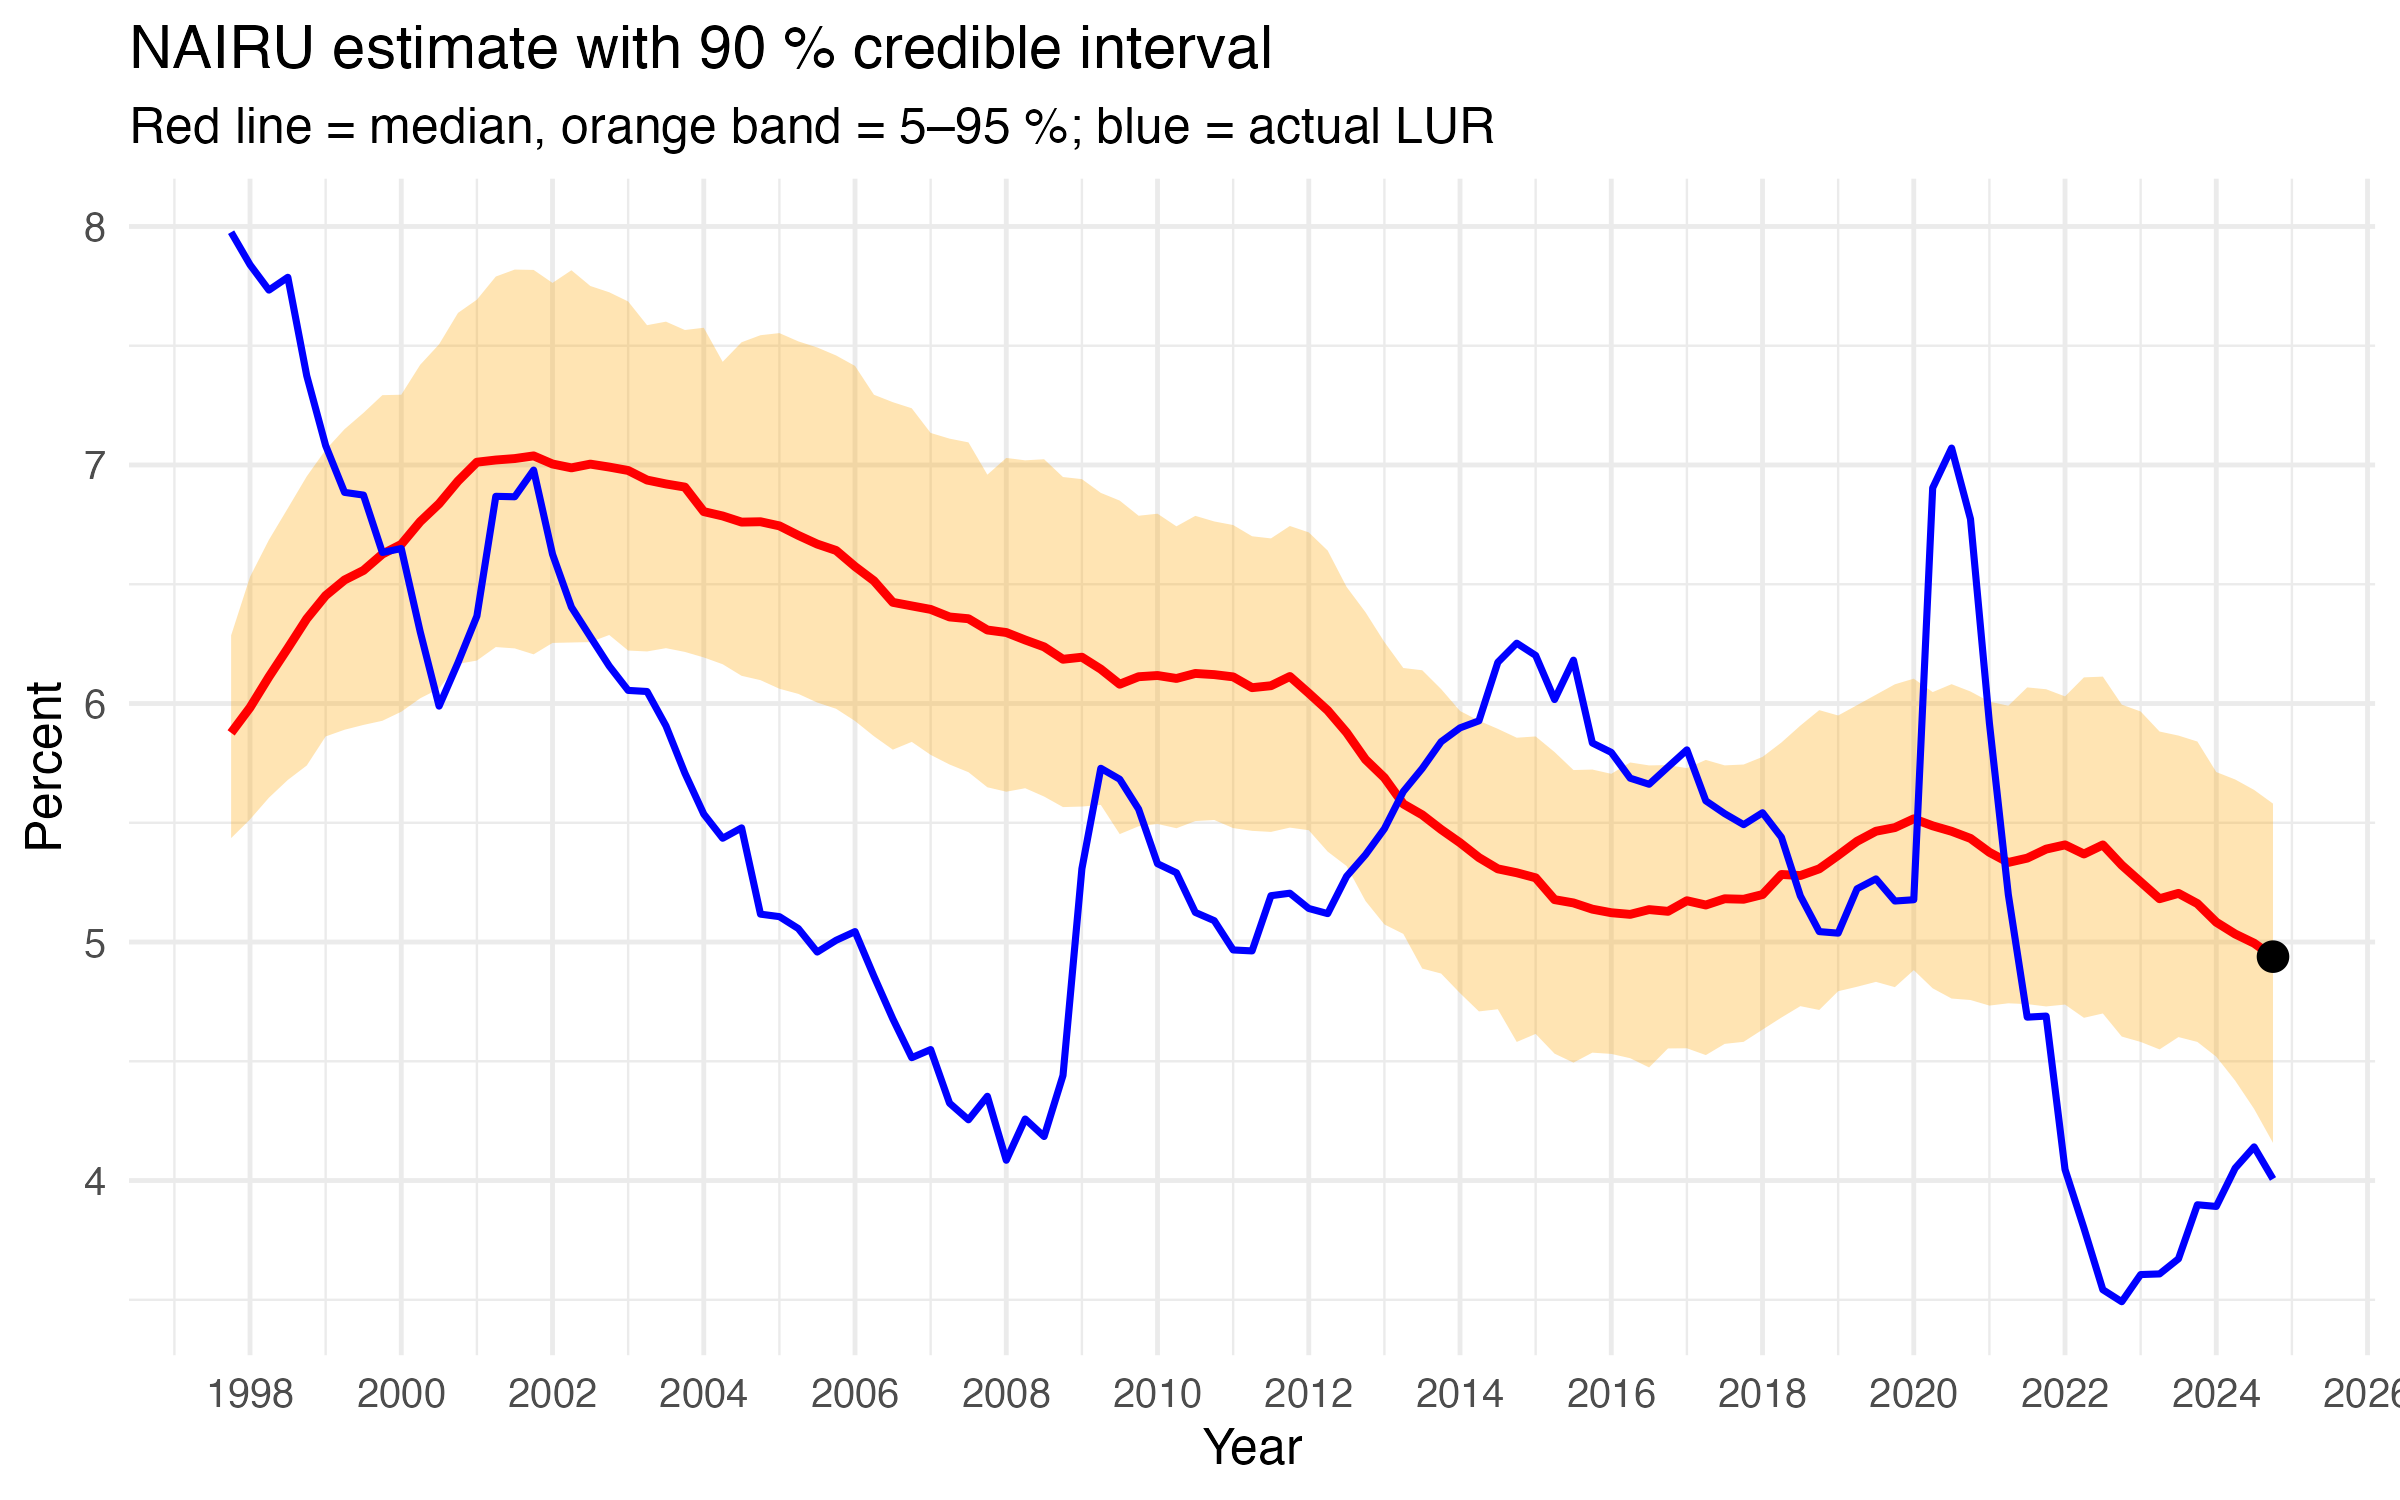 NAIRU estimate with 90 % credible interval
Red line = median, orange band = 5–95 %; blue = actual LUR
8
7
6
5
4
Percent
1998 2000 2002 2004 2006 2008 2010 2012 2014 2016 2018 2020 2022 2024 2026
Year